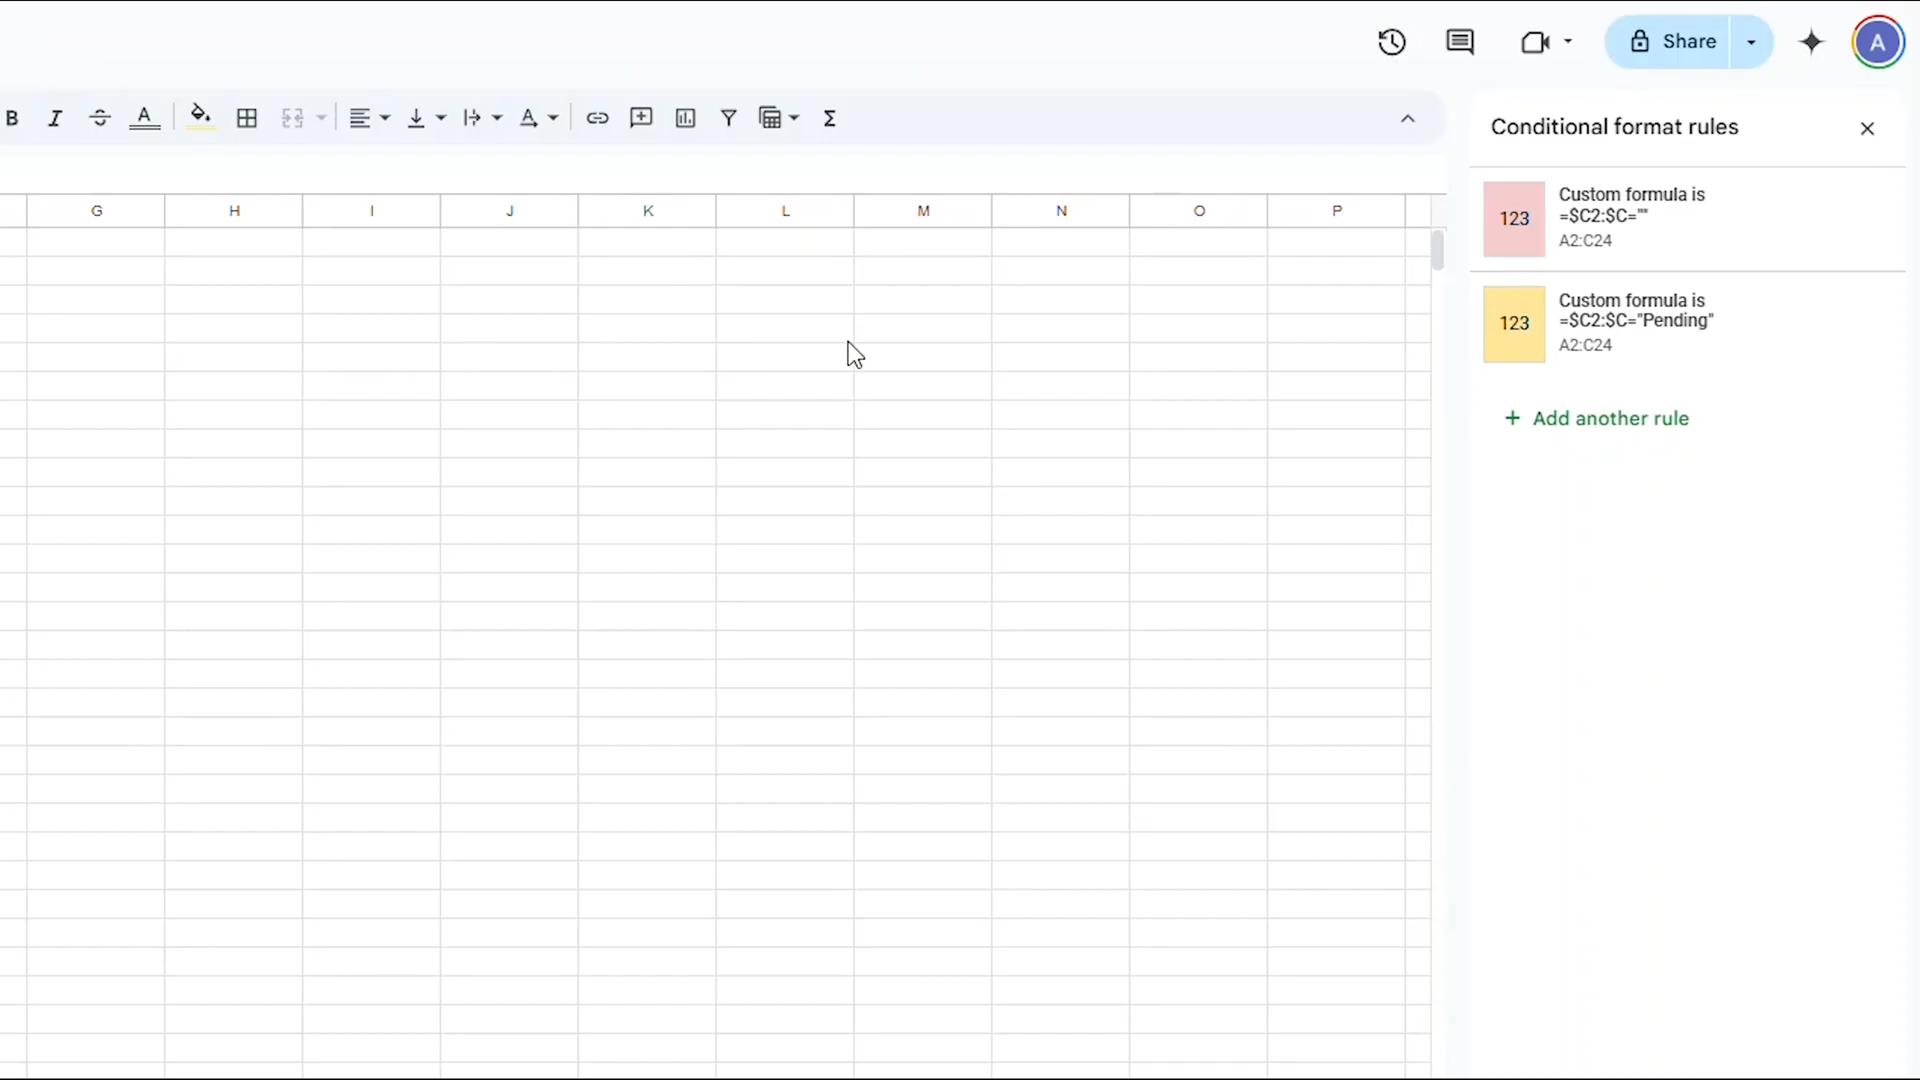 Share
A
B I S A A Σ
Conditional format rules
G H I J K L M N O P
123
Custom formula is
=$C2:$C=""
A2:C24
123
Custom formula is
=$C2:$C="Pending"
A2:C24
+ Add another rule